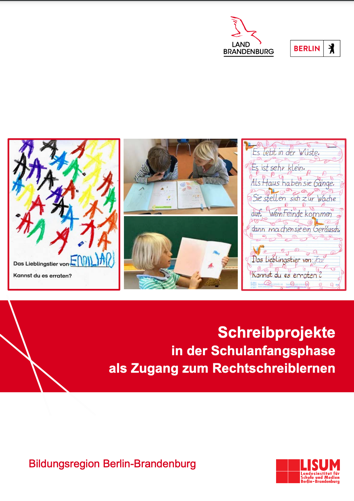 LAND
BRANDENBURG
BERLIN
Das Lieblingstier von EMILIA
Kannst du es erraten?
Es lebt in der Wüste.
Es ist sehr klein.
Als Haus haben sie Gänge.
Sie stellen sich zur Wache
auf. Wenn Feinde kommen
dann machen sie ein Geräusch.
Das Lieblingstier von
Kannst du es erraten?
Schreibprojekte
in der Schulanfangsphase
als Zugang zum Rechtschreiblernen
Bildungsregion Berlin-Brandenburg
LISUM
Landesinstitut für
Schule und Medien
Berlin-Brandenburg